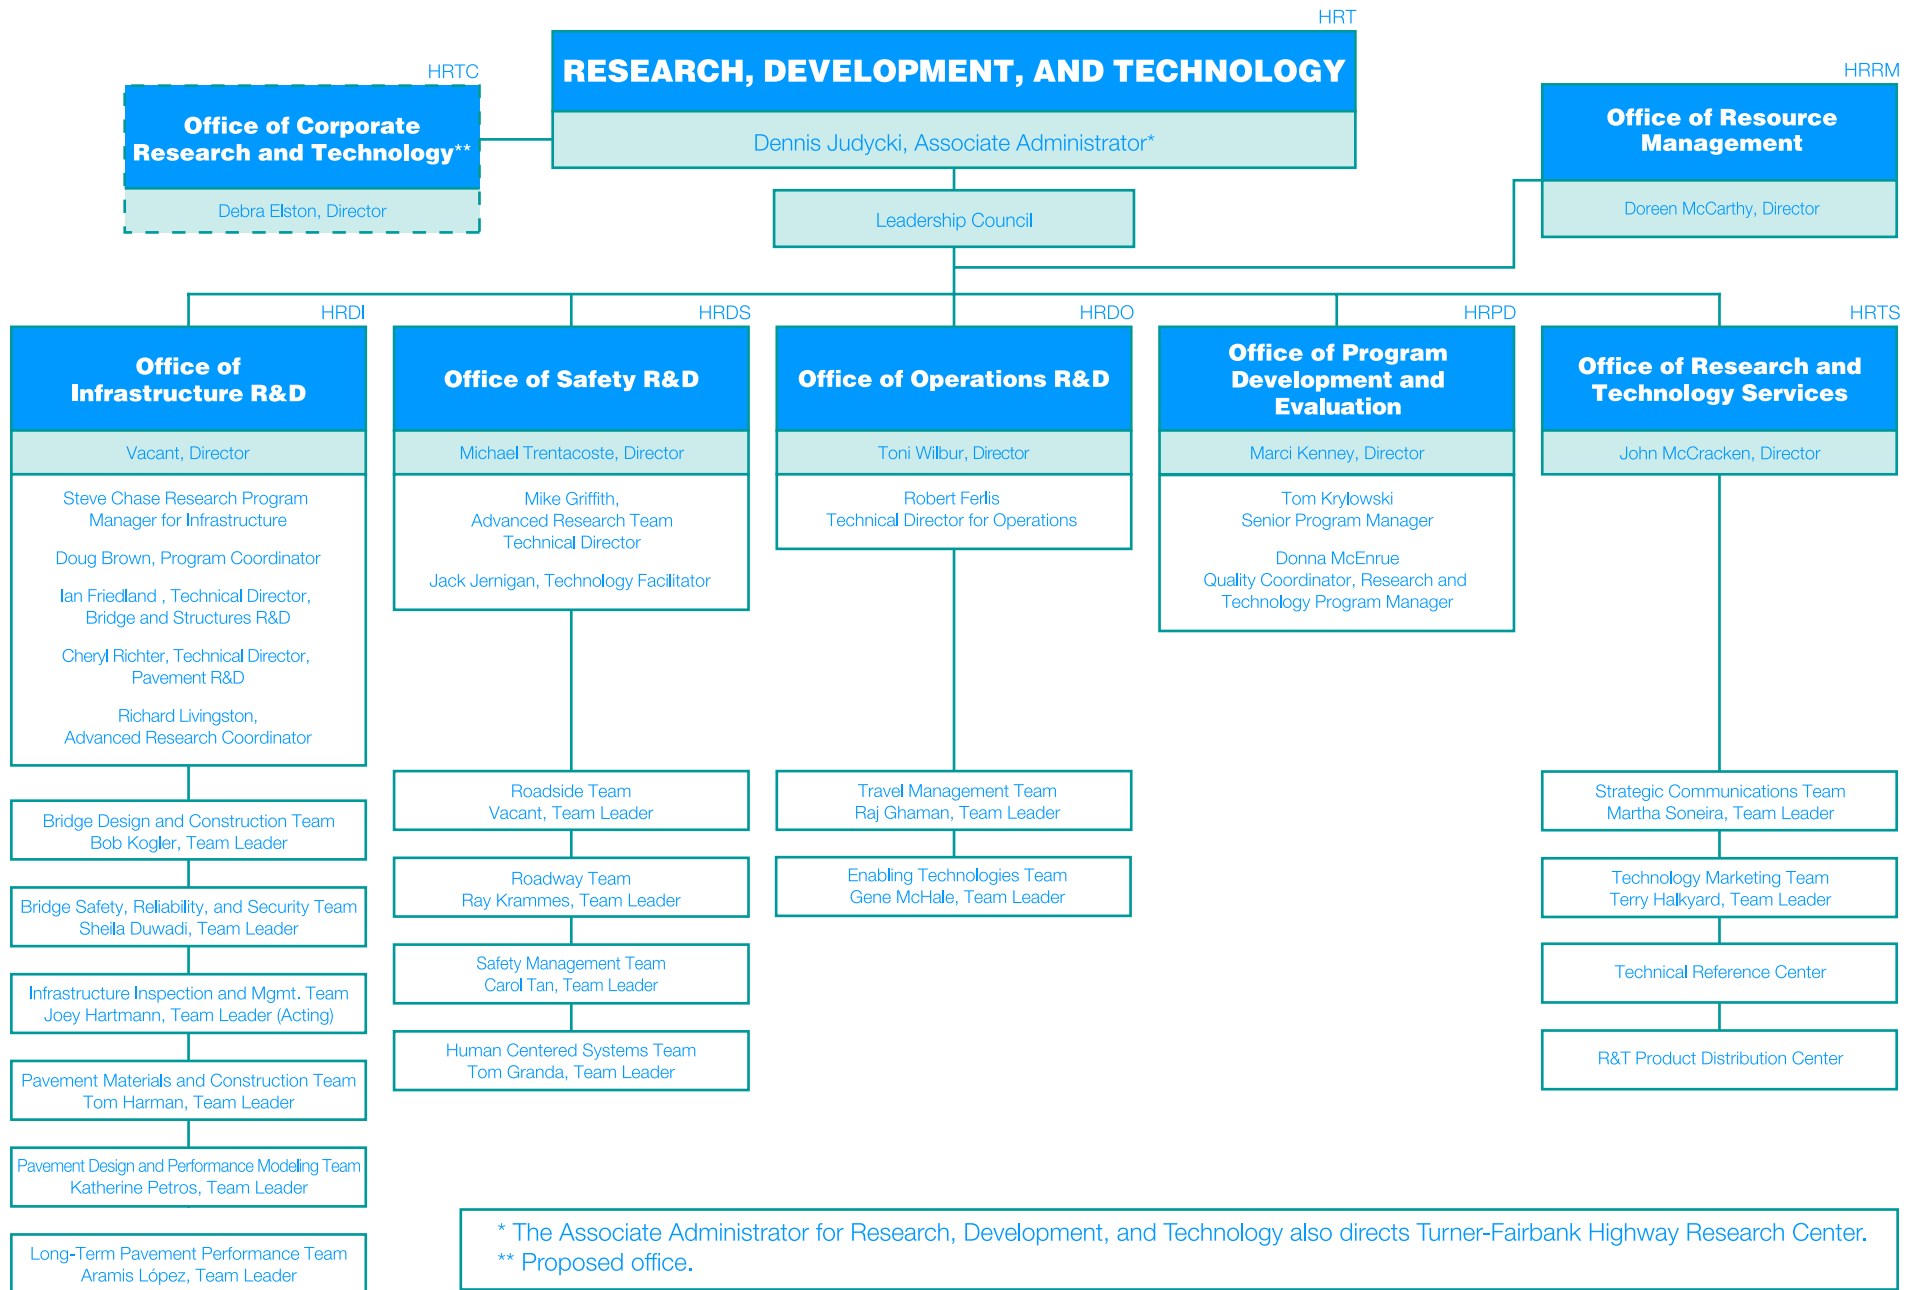 HRT
RESEARCH, DEVELOPMENT, AND TECHNOLOGY
Dennis Judycki, Associate Administrator*
HRTC
Office of Corporate
Research and Technology**
Debra Elston, Director
HRRM
Office of Resource
Management
Doreen McCarthy, Director
Leadership Council
HRDI
Office of
Infrastructure R&D
Vacant, Director
Steve Chase Research Program
Manager for Infrastructure
Doug Brown, Program Coordinator
Ian Friedland , Technical Director,
Bridge and Structures R&D
Cheryl Richter, Technical Director,
Pavement R&D
Richard Livingston,
Advanced Research Coordinator
Bridge Design and Construction Team
Bob Kogler, Team Leader
Bridge Safety, Reliability, and Security Team
Sheila Duwadi, Team Leader
Infrastructure Inspection and Mgmt. Team
Joey Hartmann, Team Leader (Acting)
Pavement Materials and Construction Team
Tom Harman, Team Leader
Pavement Design and Performance Modeling Team
Katherine Petros, Team Leader
Long-Term Pavement Performance Team
Aramis López, Team Leader
HRDS
Office of Safety R&D
Michael Trentacoste, Director
Mike Griffith,
Advanced Research Team
Technical Director
Jack Jernigan, Technology Facilitator
Roadside Team
Vacant, Team Leader
Roadway Team
Ray Krammes, Team Leader
Safety Management Team
Carol Tan, Team Leader
Human Centered Systems Team
Tom Granda, Team Leader
HRDO
Office of Operations R&D
Toni Wilbur, Director
Robert Ferlis
Technical Director for Operations
Travel Management Team
Raj Ghaman, Team Leader
Enabling Technologies Team
Gene McHale, Team Leader
HRPD
Office of Program
Development and
Evaluation
Marci Kenney, Director
Tom Krylowski
Senior Program Manager
Donna McEnrue
Quality Coordinator, Research and
Technology Program Manager
HRTS
Office of Research and
Technology Services
John McCracken, Director
Strategic Communications Team
Martha Soneira, Team Leader
Technology Marketing Team
Terry Halkyard, Team Leader
Technical Reference Center
R&T Product Distribution Center
* The Associate Administrator for Research, Development, and Technology also directs Turner-Fairbank Highway Research Center.
** Proposed office.